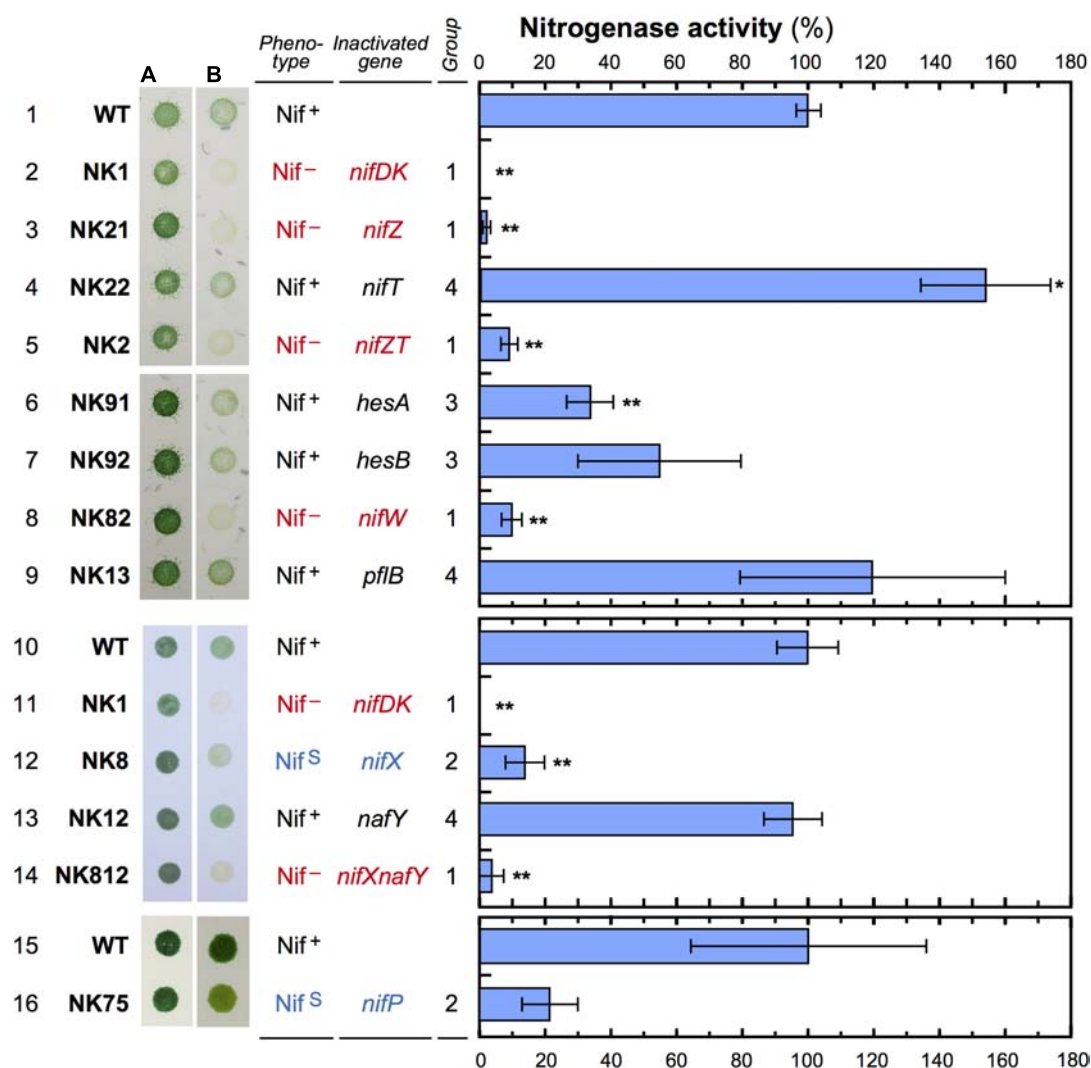 Nitrogenase activity (%)
Pheno-type Inactivated gene Group
0 20 40 60 80 100 120 140 160 180
A B
1 WT Nif+
2 NK1 Nif− nifDK 1 **
3 NK21 Nif− nifZ 1 **
4 NK22 Nif+ nifT 4 *
5 NK2 Nif− nifZT 1 **
6 NK91 Nif+ hesA 3 **
7 NK92 Nif+ hesB 3
8 NK82 Nif− nifW 1 **
9 NK13 Nif+ pflB 4
10 WT Nif+
11 NK1 Nif− nifDK 1 **
12 NK8 NifS nifX 2 **
13 NK12 Nif+ nafY 4
14 NK812 Nif− nifXnafY 1 **
15 WT Nif+
16 NK75 NifS nifP 2
0 20 40 60 80 100 120 140 160 180